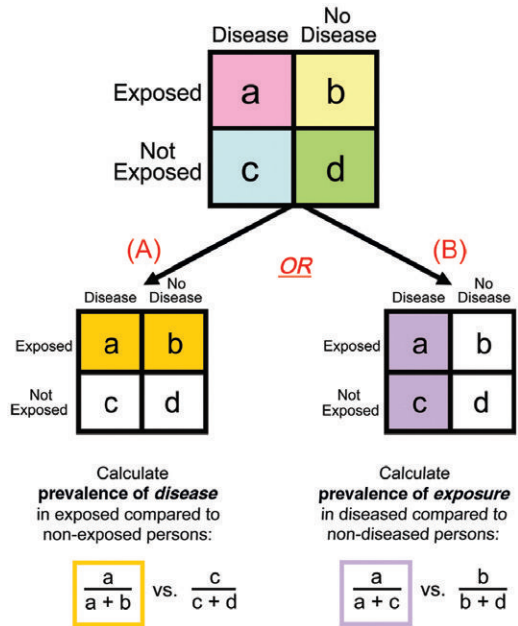 Disease No Disease
Exposed a b
Not Exposed c d
(A) OR (B)
Disease No Disease
Exposed a b
Not Exposed c d
Disease No Disease
Exposed a b
Not Exposed c d
Calculate
prevalence of disease
in exposed compared to
non-exposed persons:
a / a + b vs. c / c + d
Calculate
prevalence of exposure
in diseased compared to
non-diseased persons:
a / a + c vs. b / b + d